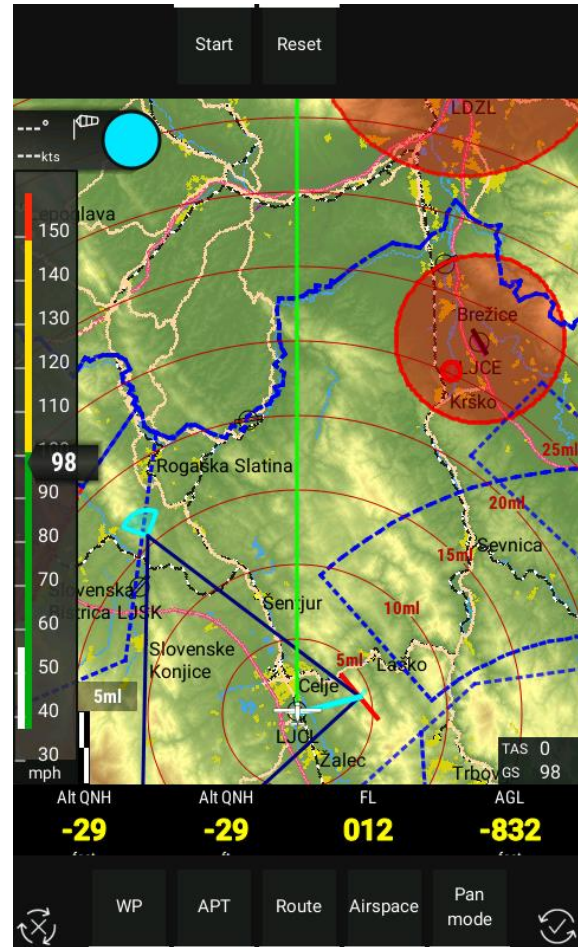 Start Reset
LDZL
---°
---kts
epoglava
150
140
130
Brežice
120
LJCE
110
Krško
25ml
98
Rogaška Slatina
90
20ml
80
Sevnica
15ml
70
Slovenska
Bistrica LJSK
Šentjur
10ml
60
Slovenske
Konjice
5ml
Laško
50
5ml
Celje
40
LJCL
Žalec
TAS 0
30
Trbov
GS 98
mph
Alt QNH Alt QNH FL AGL
-29 -29 012 -832
WP APT Route Airspace Pan
mode